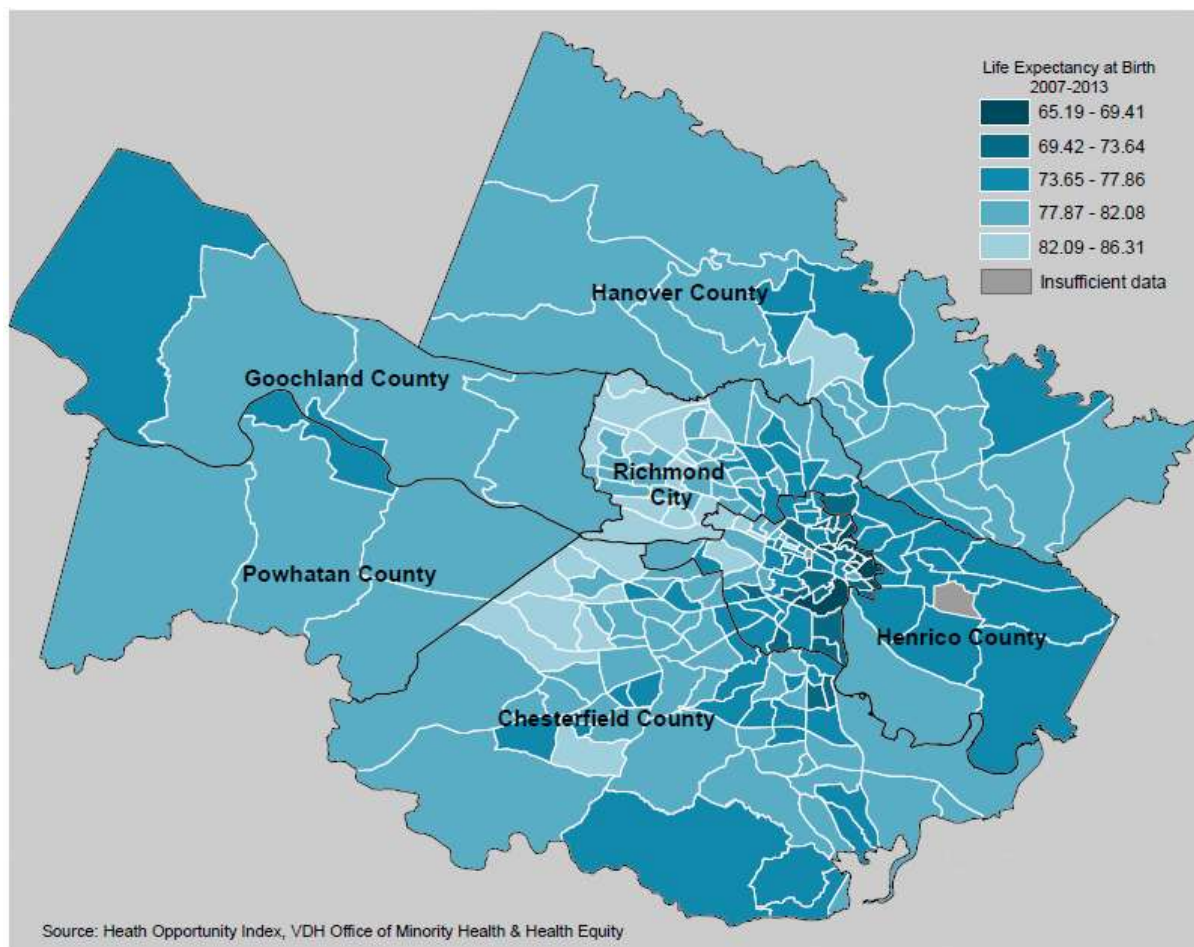 Life Expectancy at Birth
2007-2013
65.19 - 69.41
69.42 - 73.64
73.65 - 77.86
77.87 - 82.08
82.09 - 86.31
Insufficient data
Hanover County
Goochland County
Richmond
City
Powhatan County
Henrico County
Chesterfield County
Source: Heath Opportunity Index, VDH Office of Minority Health & Health Equity